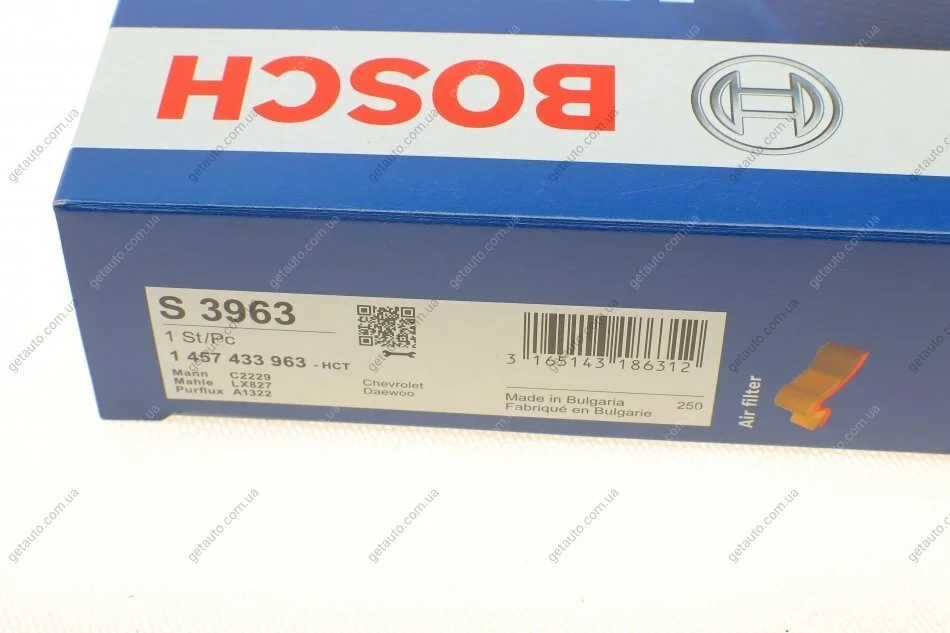 BOSCH
S 3963
1 St/Pc
1 457 433 963 - HCT
Mann C2229
Mahle LX827
Purflux A1322
Chevrolet
Daewoo
3 165143 186312
Made in Bulgaria
Fabriqué en Bulgarie
250
Air filter
getauto.com.ua